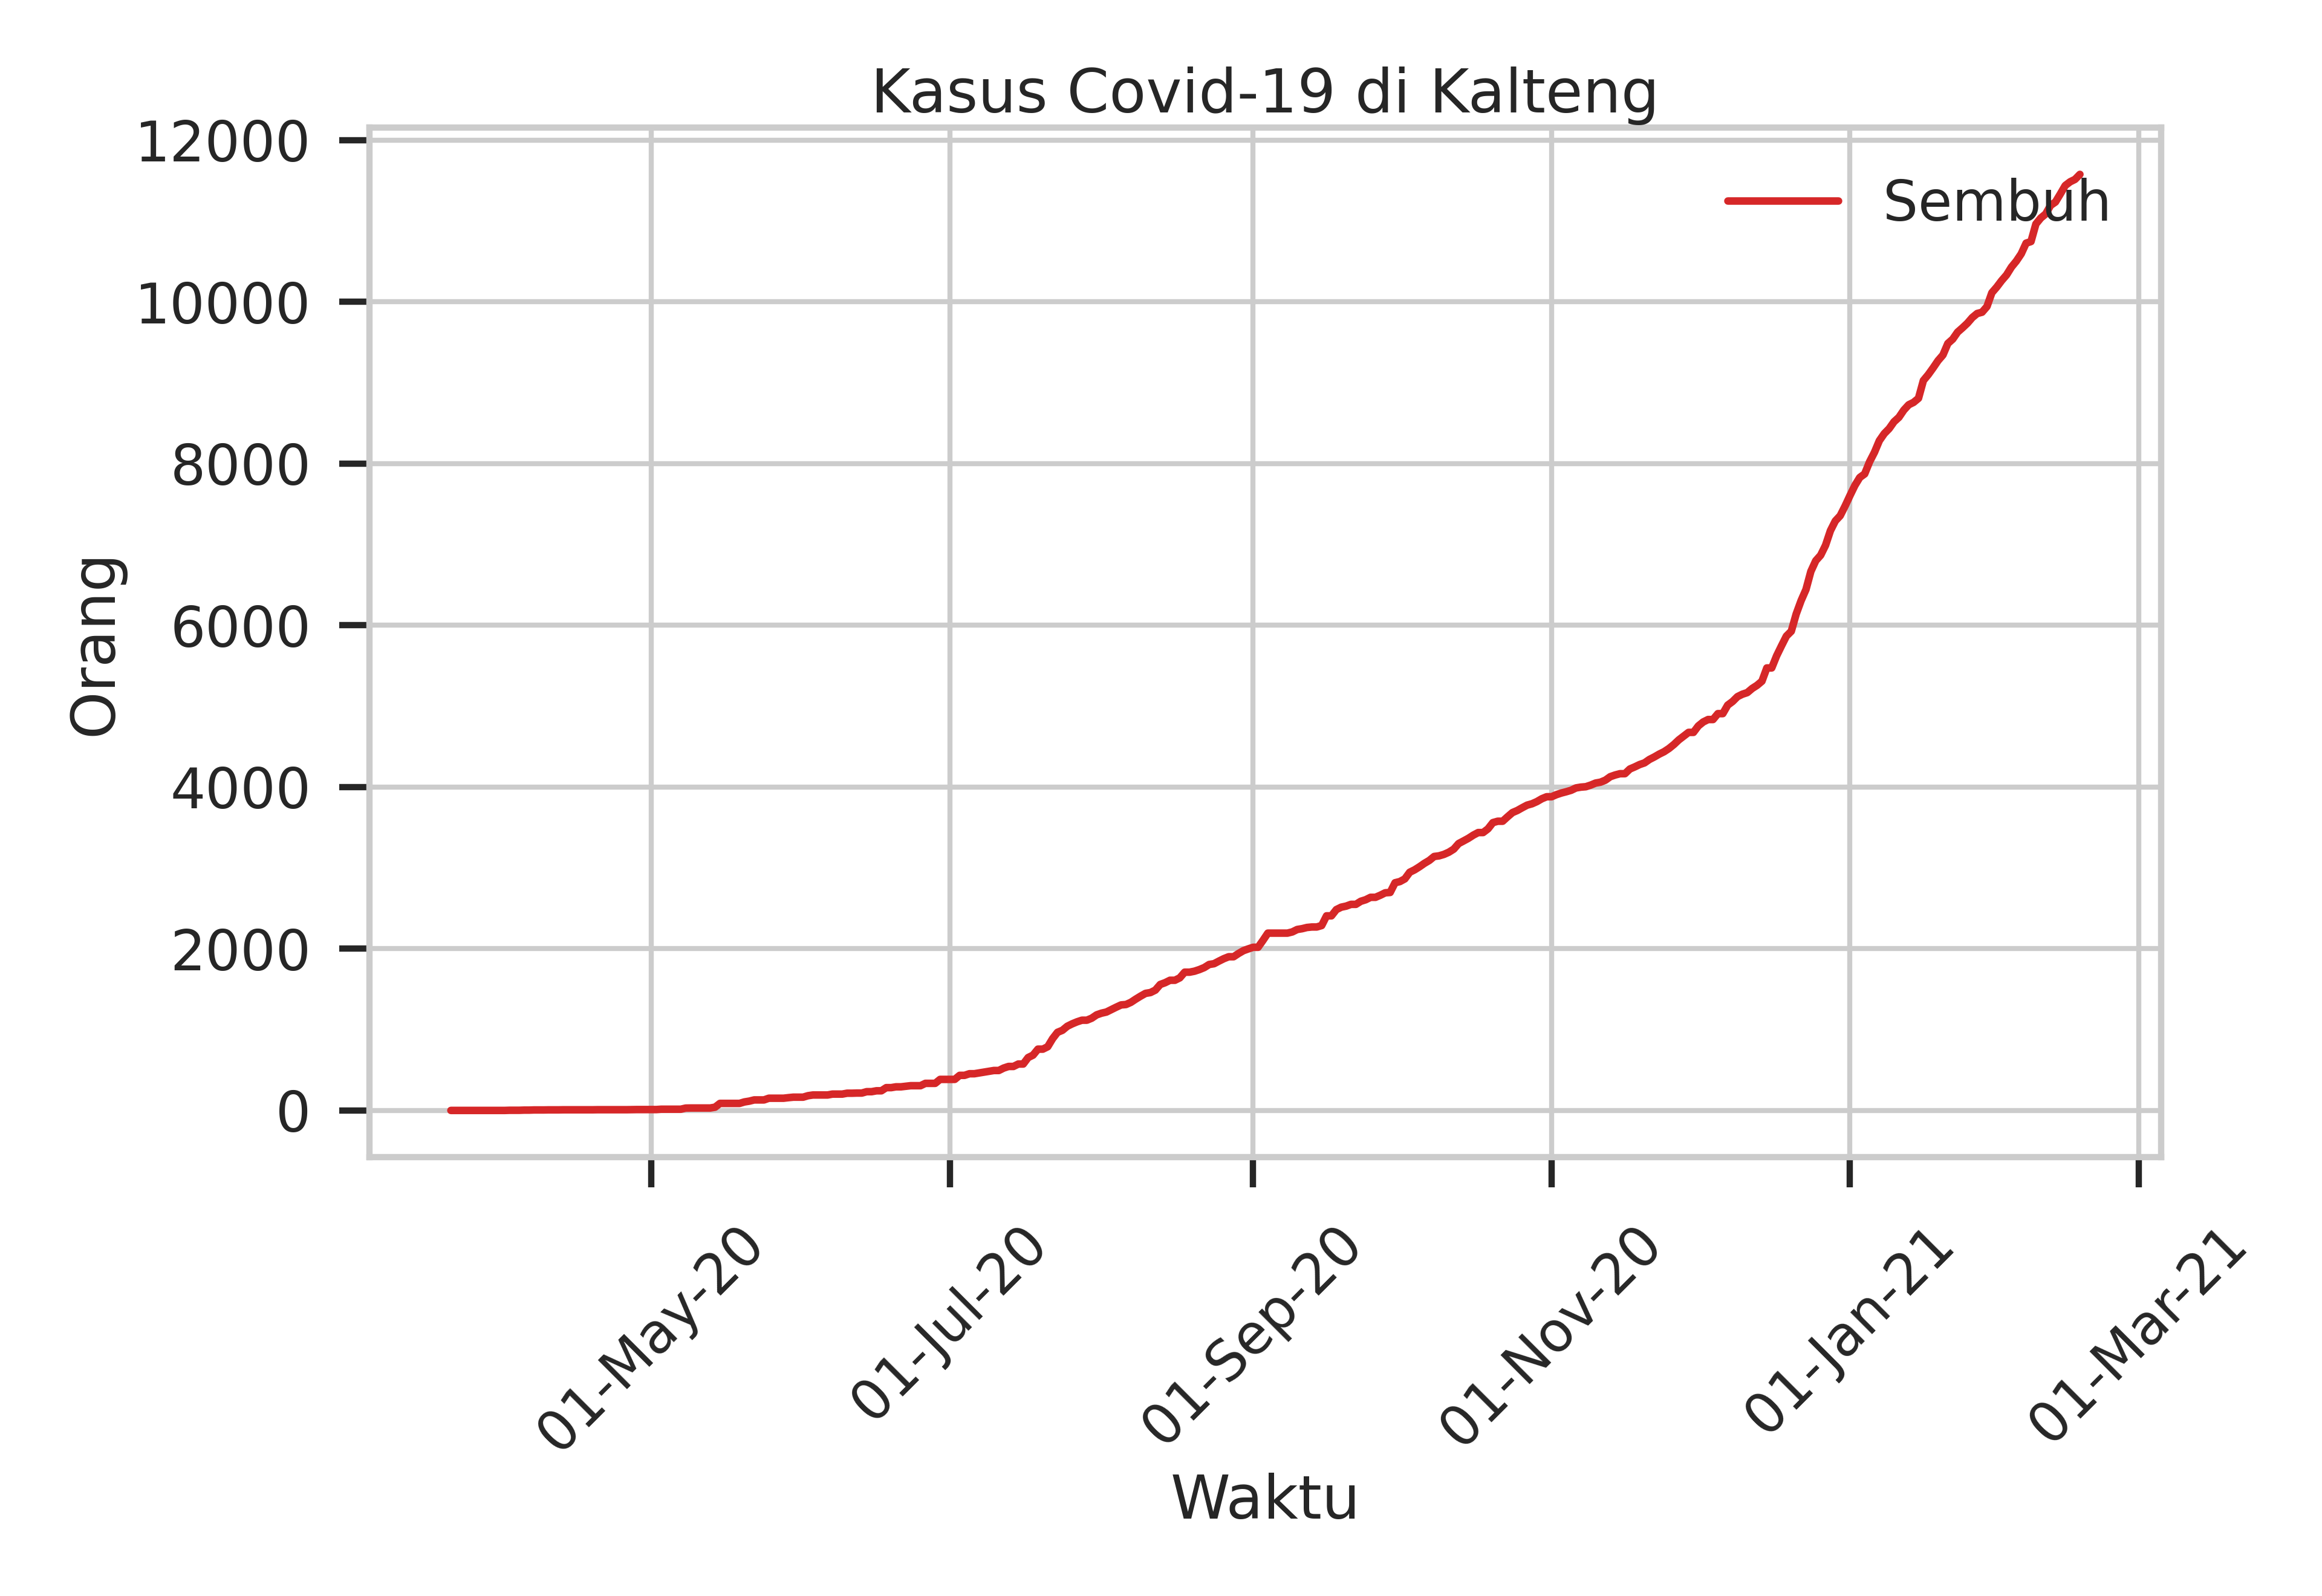 Kasus Covid-19 di Kalteng
12000
10000
8000
6000
4000
2000
0
Orang
Sembuh
01-May-20
01-Jul-20
01-Sep-20
01-Nov-20
01-Jan-21
01-Mar-21
Waktu